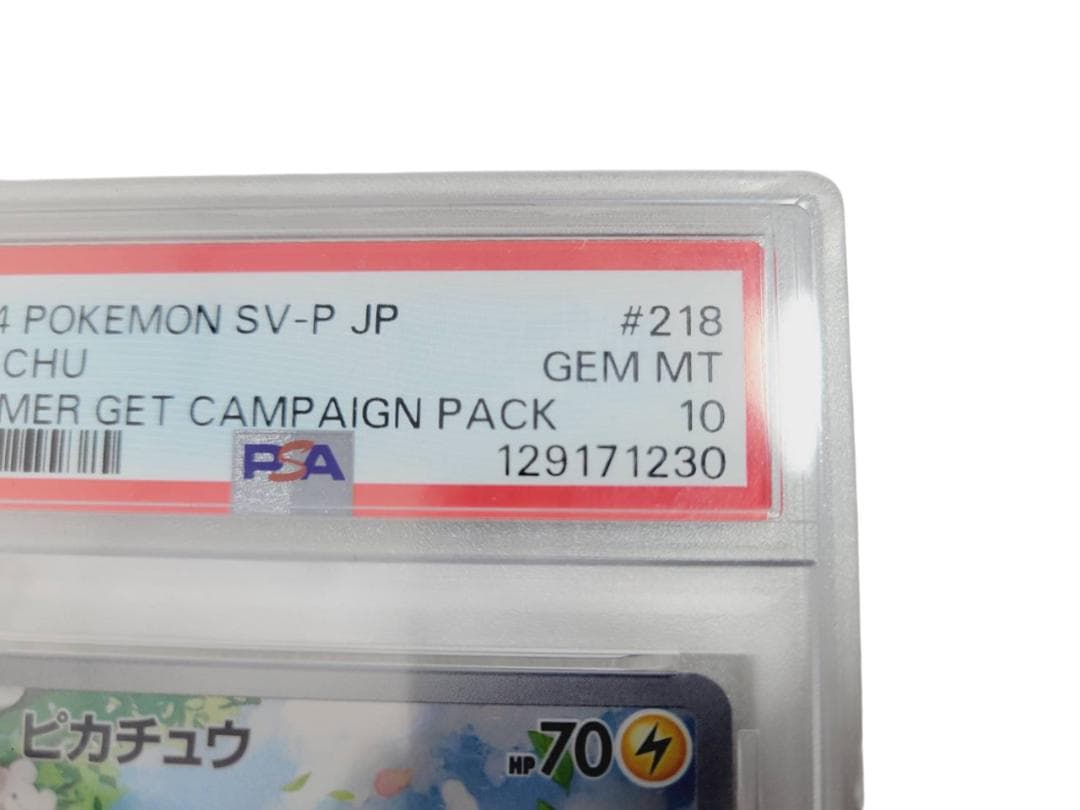 4 POKEMON SV-P JP #218
CHU GEM MT
MER GET CAMPAIGN PACK 10
PSA 129171230
ピカチュウ HP70